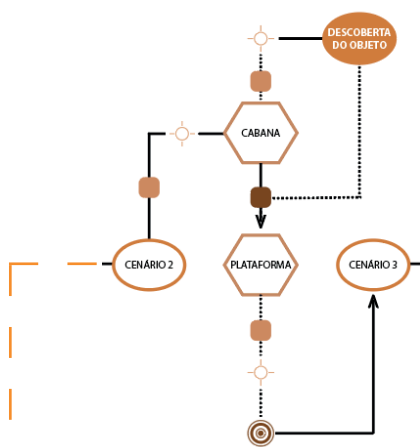 DESCOBERTA
DO OBJETO
CABANA
CENÁRIO 2
PLATAFORMA
CENÁRIO 3